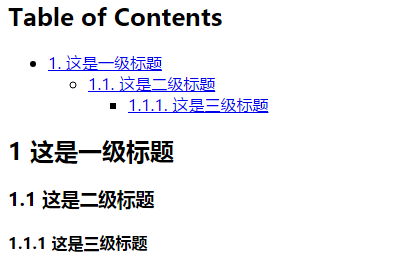 Table of Contents
1. 这是一级标题
1.1. 这是二级标题
1.1.1. 这是三级标题
1 这是一级标题
1.1 这是二级标题
1.1.1 这是三级标题